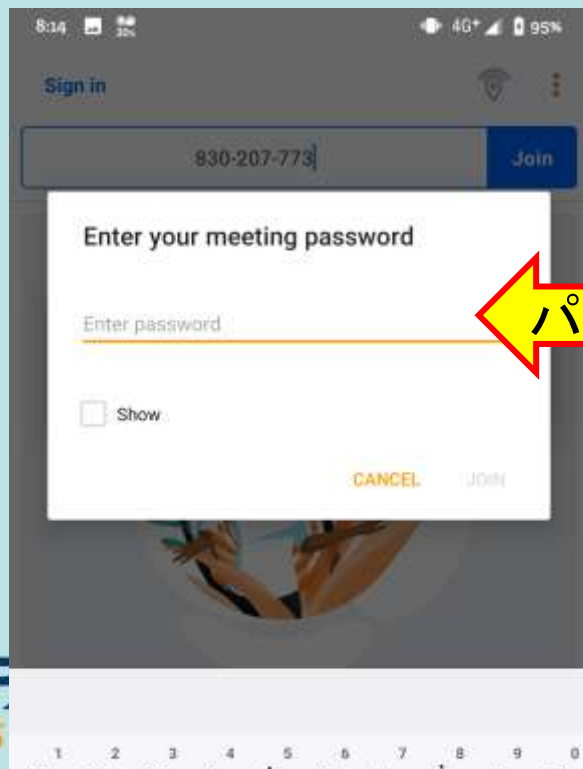 8:14 4G+ 95%
Sign in
830-207-773 Join
Enter your meeting password
Enter password
パ
Show
CANCEL JOIN
1 2 3 4 5 6 7 8 9 0